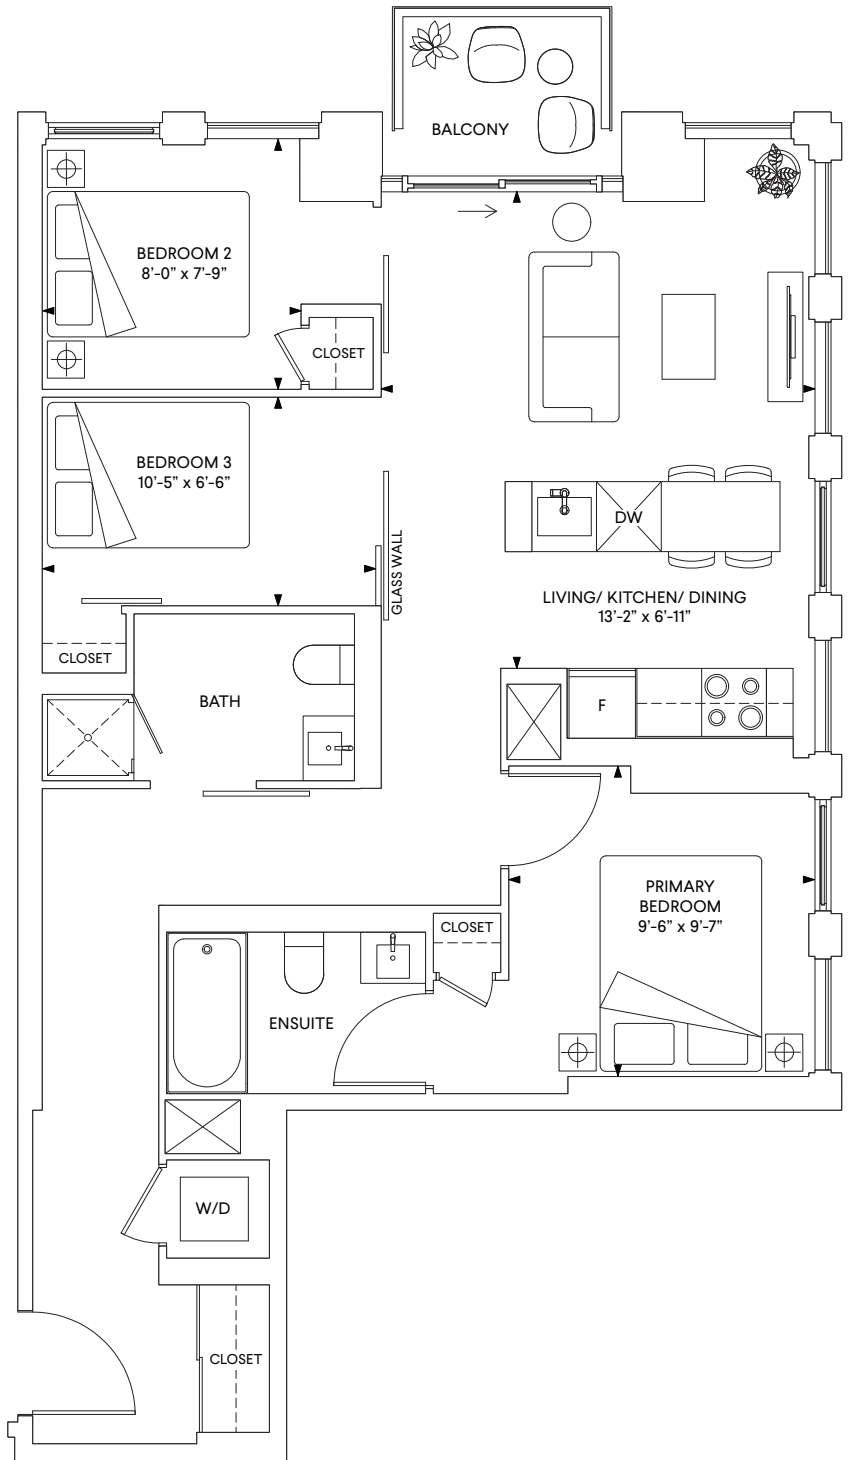 BALCONY
BEDROOM 2
8’-0” x 7’-9”
CLOSET
BEDROOM 3
10’-5” x 6’-6”
GLASS WALL
DW
LIVING/ KITCHEN/ DINING
13’-2” x 6’-11”
CLOSET
BATH
F
PRIMARY
BEDROOM
9’-6” x 9’-7”
CLOSET
ENSUITE
W/D
CLOSET